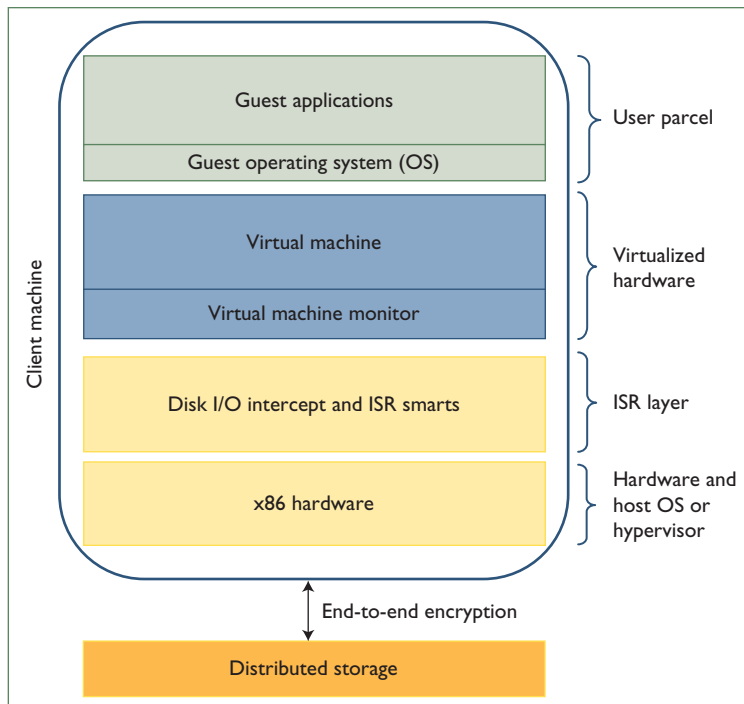 Guest applications
Guest operating system (OS)
User parcel
Virtual machine
Virtual machine monitor
Virtualized
hardware
Client machine
Disk I/O intercept and ISR smarts
ISR layer
x86 hardware
Hardware and
host OS or
hypervisor
End-to-end encryption
Distributed storage